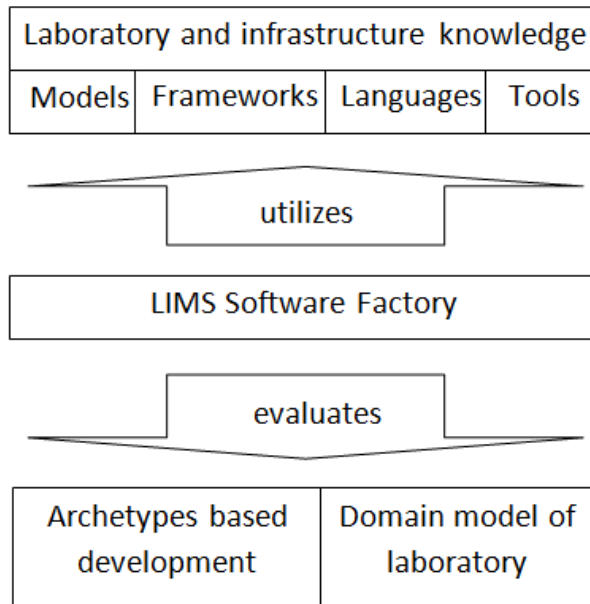 Laboratory and infrastructure knowledge
Models Frameworks Languages Tools
utilizes
LIMS Software Factory
evaluates
Archetypes based
development
Domain model of
laboratory